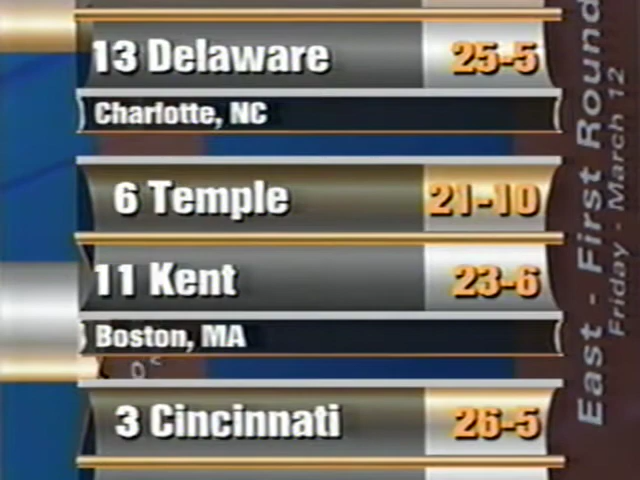 13 Delaware 25-5
Charlotte, NC
6 Temple 21-10
11 Kent 23-6
Boston, MA
3 Cincinnati 26-5
East - First Round
Friday - March 12